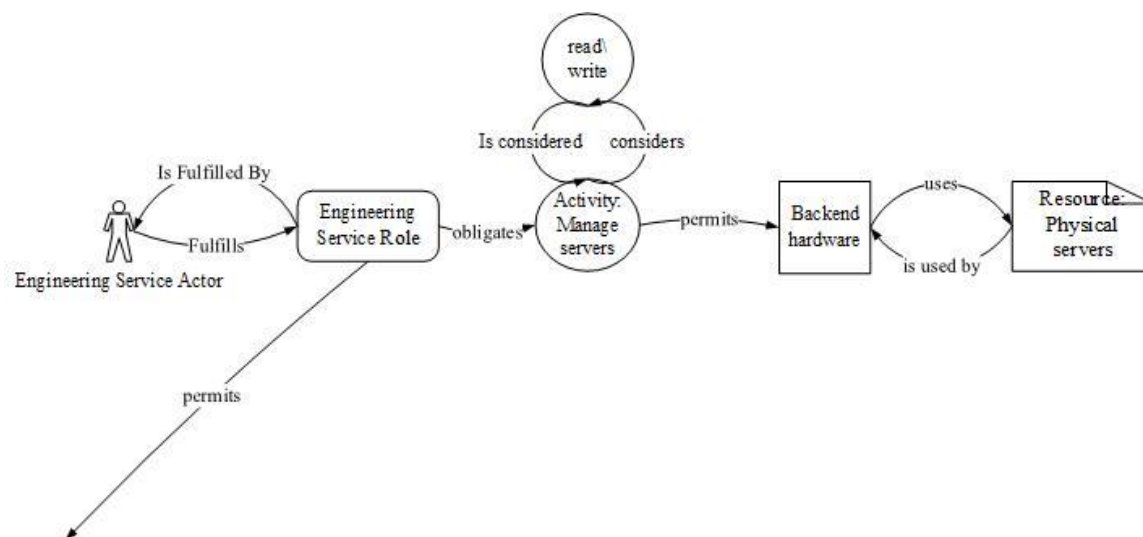 read\
write
Is considered
considers
Is Fulfilled By
Fulfills
Engineering Service Actor
Engineering
Service Role
obligates
Activity:
Manage
servers
permits
Backend
hardware
uses
is used by
Resource:
Physical
servers
permits